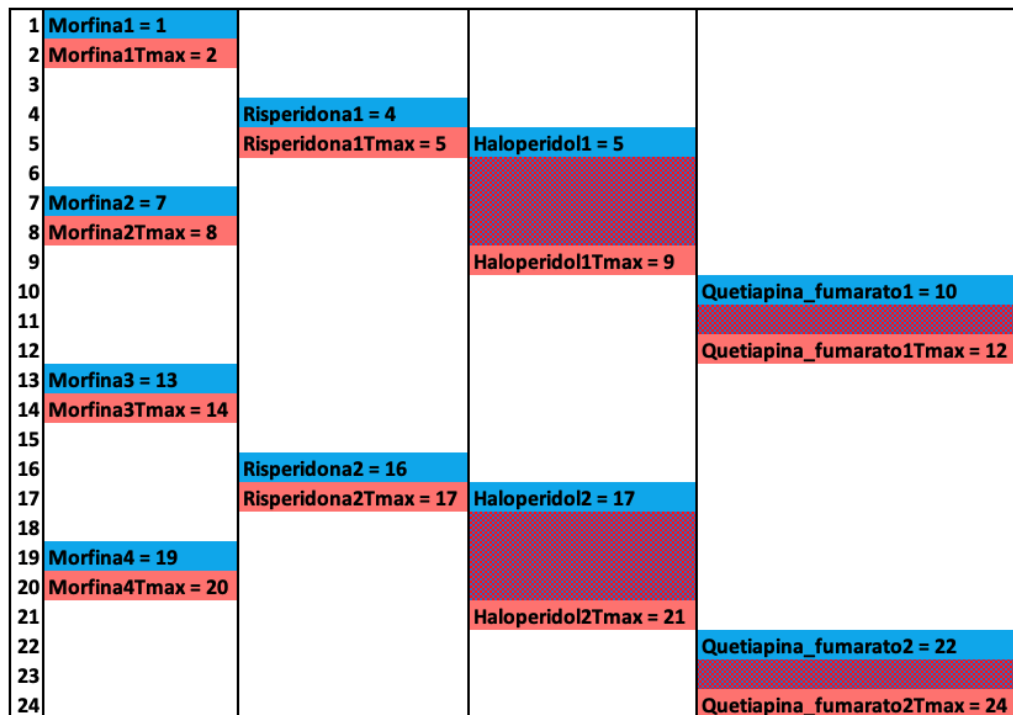 1 Morfina1 = 1
2 Morfina1Tmax = 2
3
4 Risperidona1 = 4
5 Risperidona1Tmax = 5 Haloperidol1 = 5
6
7 Morfina2 = 7
8 Morfina2Tmax = 8
9 Haloperidol1Tmax = 9
10 Quetiapina_fumarato1 = 10
11
12 Quetiapina_fumarato1Tmax = 12
13 Morfina3 = 13
14 Morfina3Tmax = 14
15
16 Risperidona2 = 16
17 Risperidona2Tmax = 17 Haloperidol2 = 17
18
19 Morfina4 = 19
20 Morfina4Tmax = 20
21 Haloperidol2Tmax = 21
22 Quetiapina_fumarato2 = 22
23
24 Quetiapina_fumarato2Tmax = 24